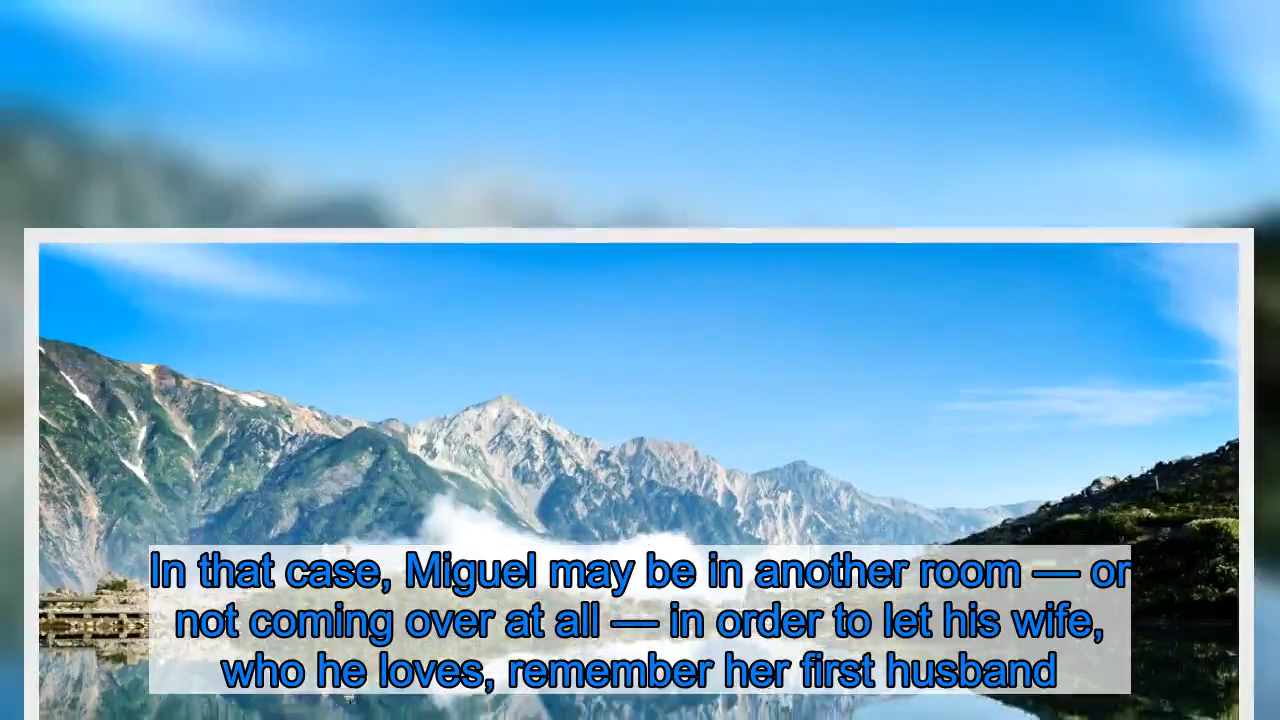 In that case, Miguel may be in another room — or
not coming over at all — in order to let his wife,
who he loves, remember her first husband